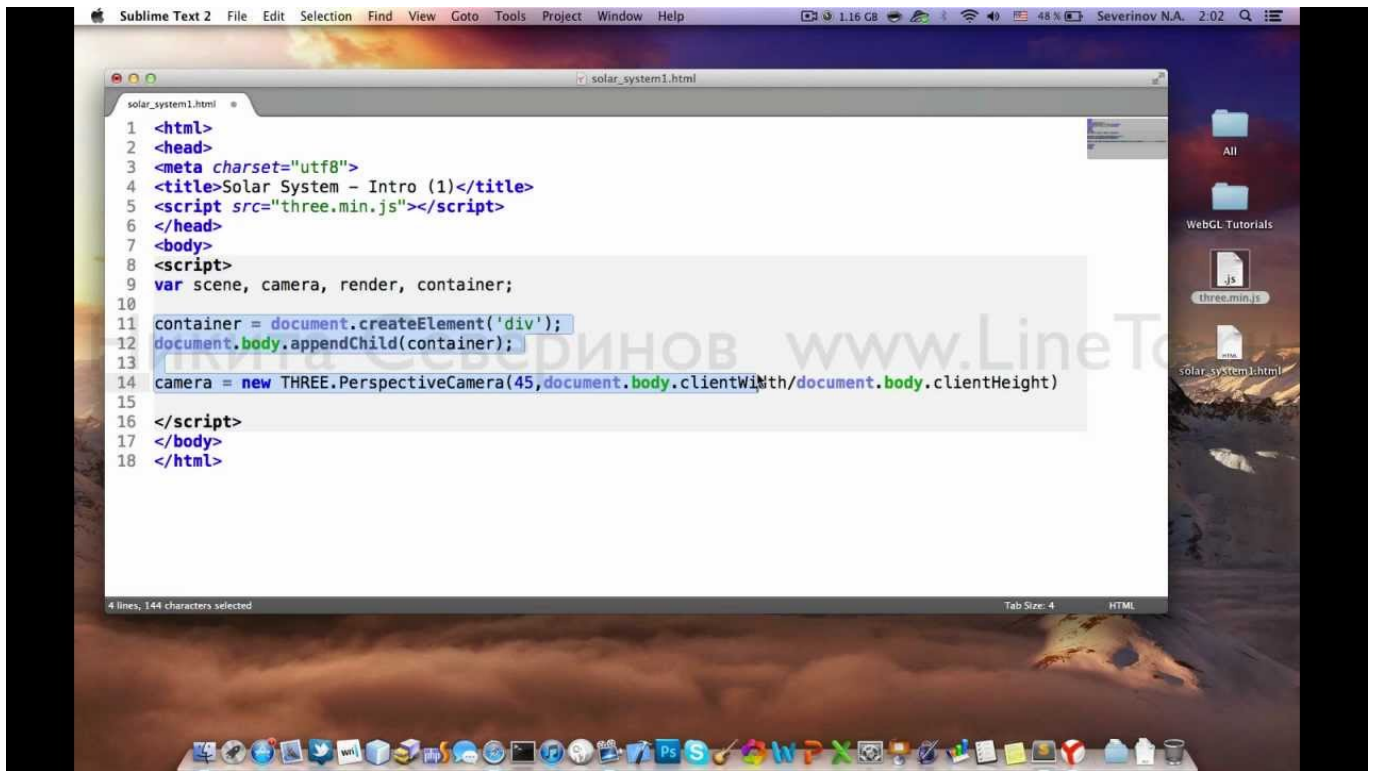 Sublime Text 2 File Edit Selection Find View Goto Tools Project Window Help 1.16 GB 48% Severinov N.A. 2:02
solar_system1.html
solar_system1.html
1 <html>
2 <head>
3 <meta charset="utf8">
4 <title>Solar System – Intro (1)</title>
5 <script src="three.min.js"></script>
6 </head>
7 <body>
8 <script>
9 var scene, camera, render, container;
10
11 container = document.createElement('div');
12 document.body.appendChild(container);
13
14 camera = new THREE.PerspectiveCamera(45,document.body.clientWidth/document.body.clientHeight)
15
16 </script>
17 </body>
18 </html>
Никита Северинов www.LineTo
All
WebGL Tutorials
.js
three.min.js
HTML
solar_system1.html
4 lines, 144 characters selected Tab Size: 4 HTML